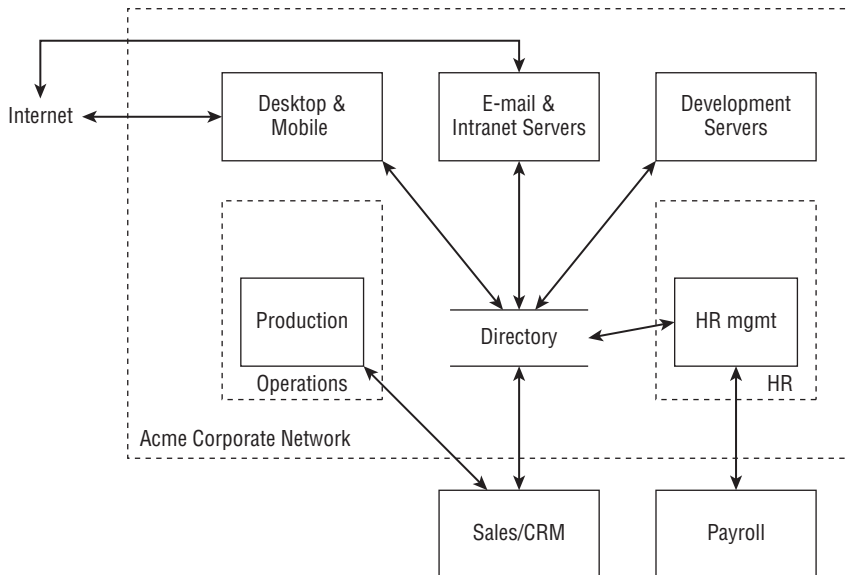 Internet
Desktop &
Mobile
E-mail &
Intranet Servers
Development
Servers
Production
Operations
Directory
HR mgmt
HR
Acme Corporate Network
Sales/CRM
Payroll